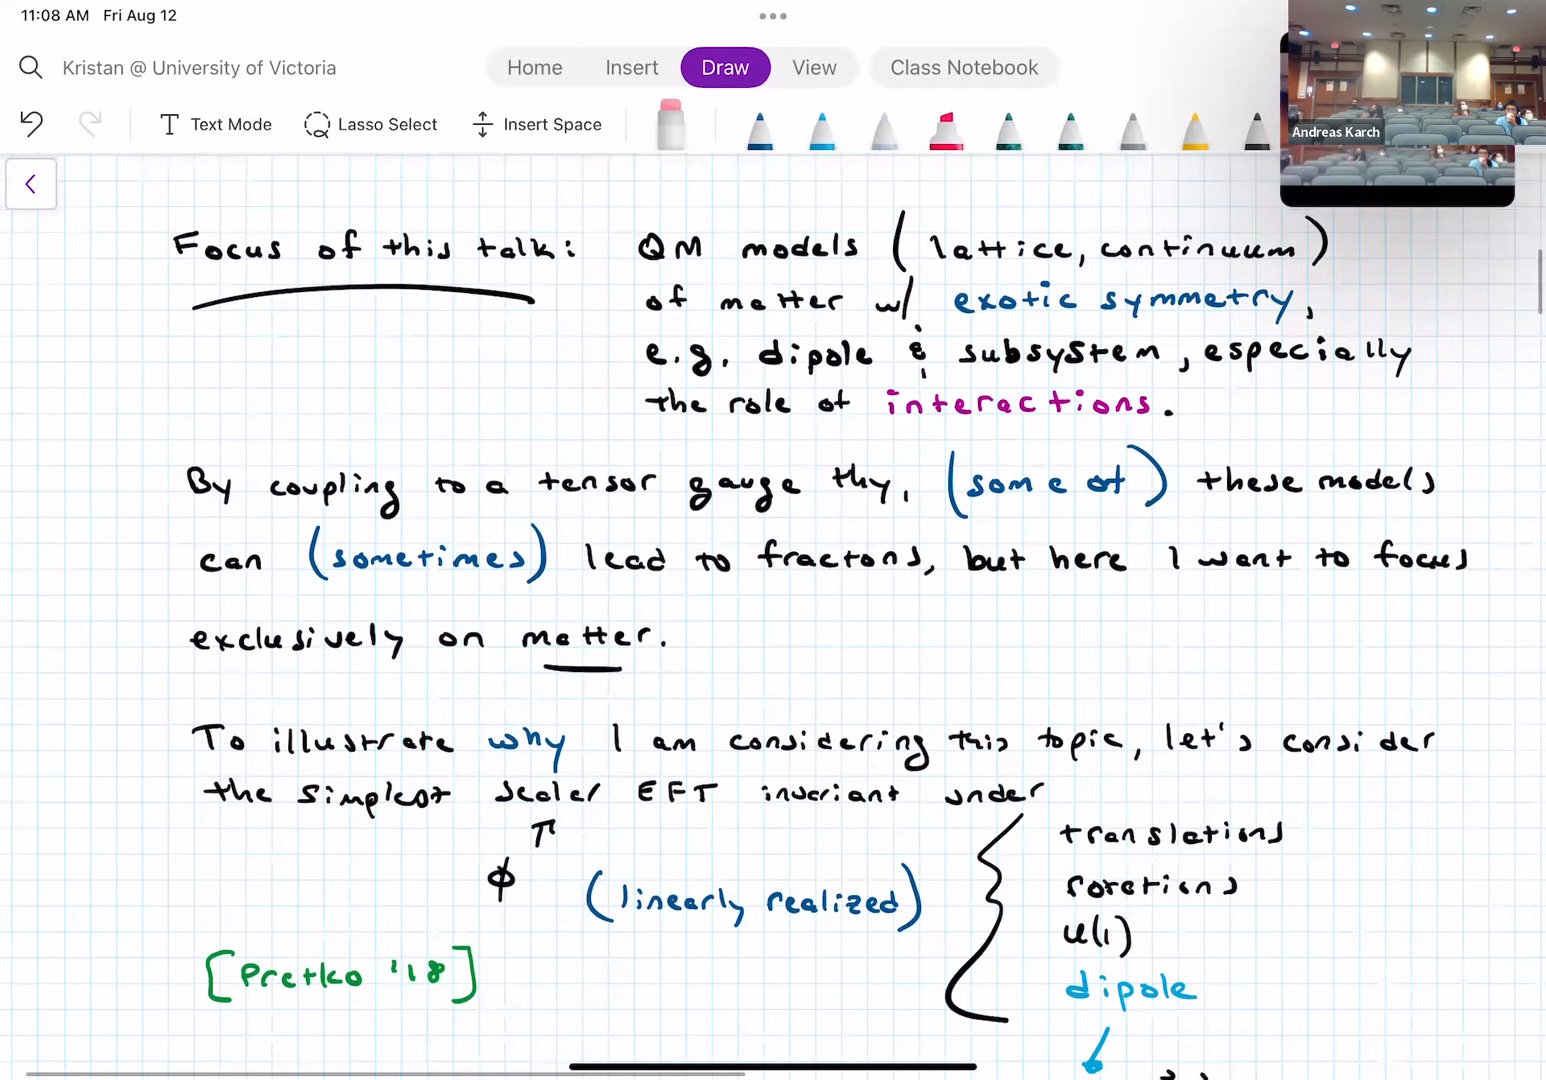 11:08 AM Fri Aug 12
Kristan @ University of Victoria
Home Insert Draw View Class Notebook
Text Mode Lasso Select Insert Space
Andreas Karch
Focus of this talk: QM models (lattice, continuum)
of matter w/ exotic symmetry,
e.g. dipole & subsystem, especially
the role of interactions.
By coupling to a tensor gauge thy, (some of) these models
can (sometimes) lead to fractons, but here I want to focus
exclusively on matter.
To illustrate why I am considering this topic, let's consider
the simplest scalar EFT invariant under
↑
ϕ
(linearly realized)
translations
rotations
U(1)
dipole
[Pretko '18]